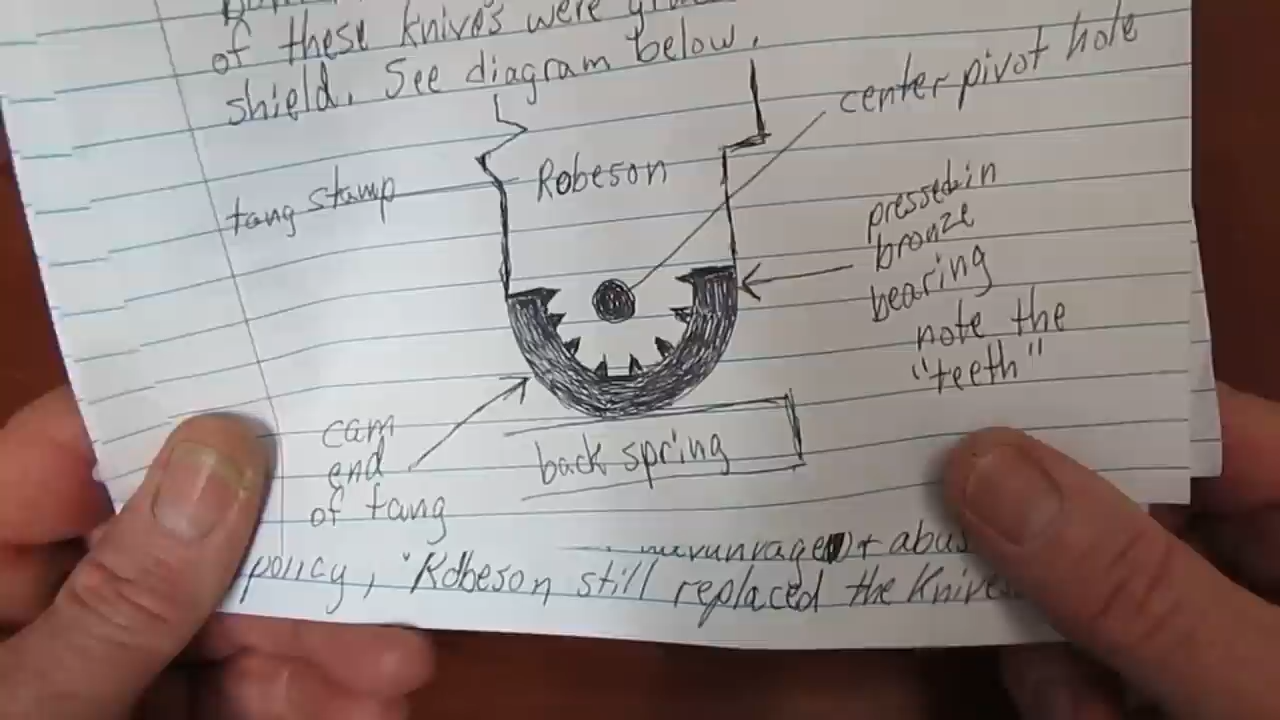 of these knives were
shield. See diagram below.
center pivot hole
Robeson
tang stamp
pressed in
bronze
bearing
note the
"teeth"
cam
end
of tang
back spring
+ abus
policy, Robeson still replaced the Knives